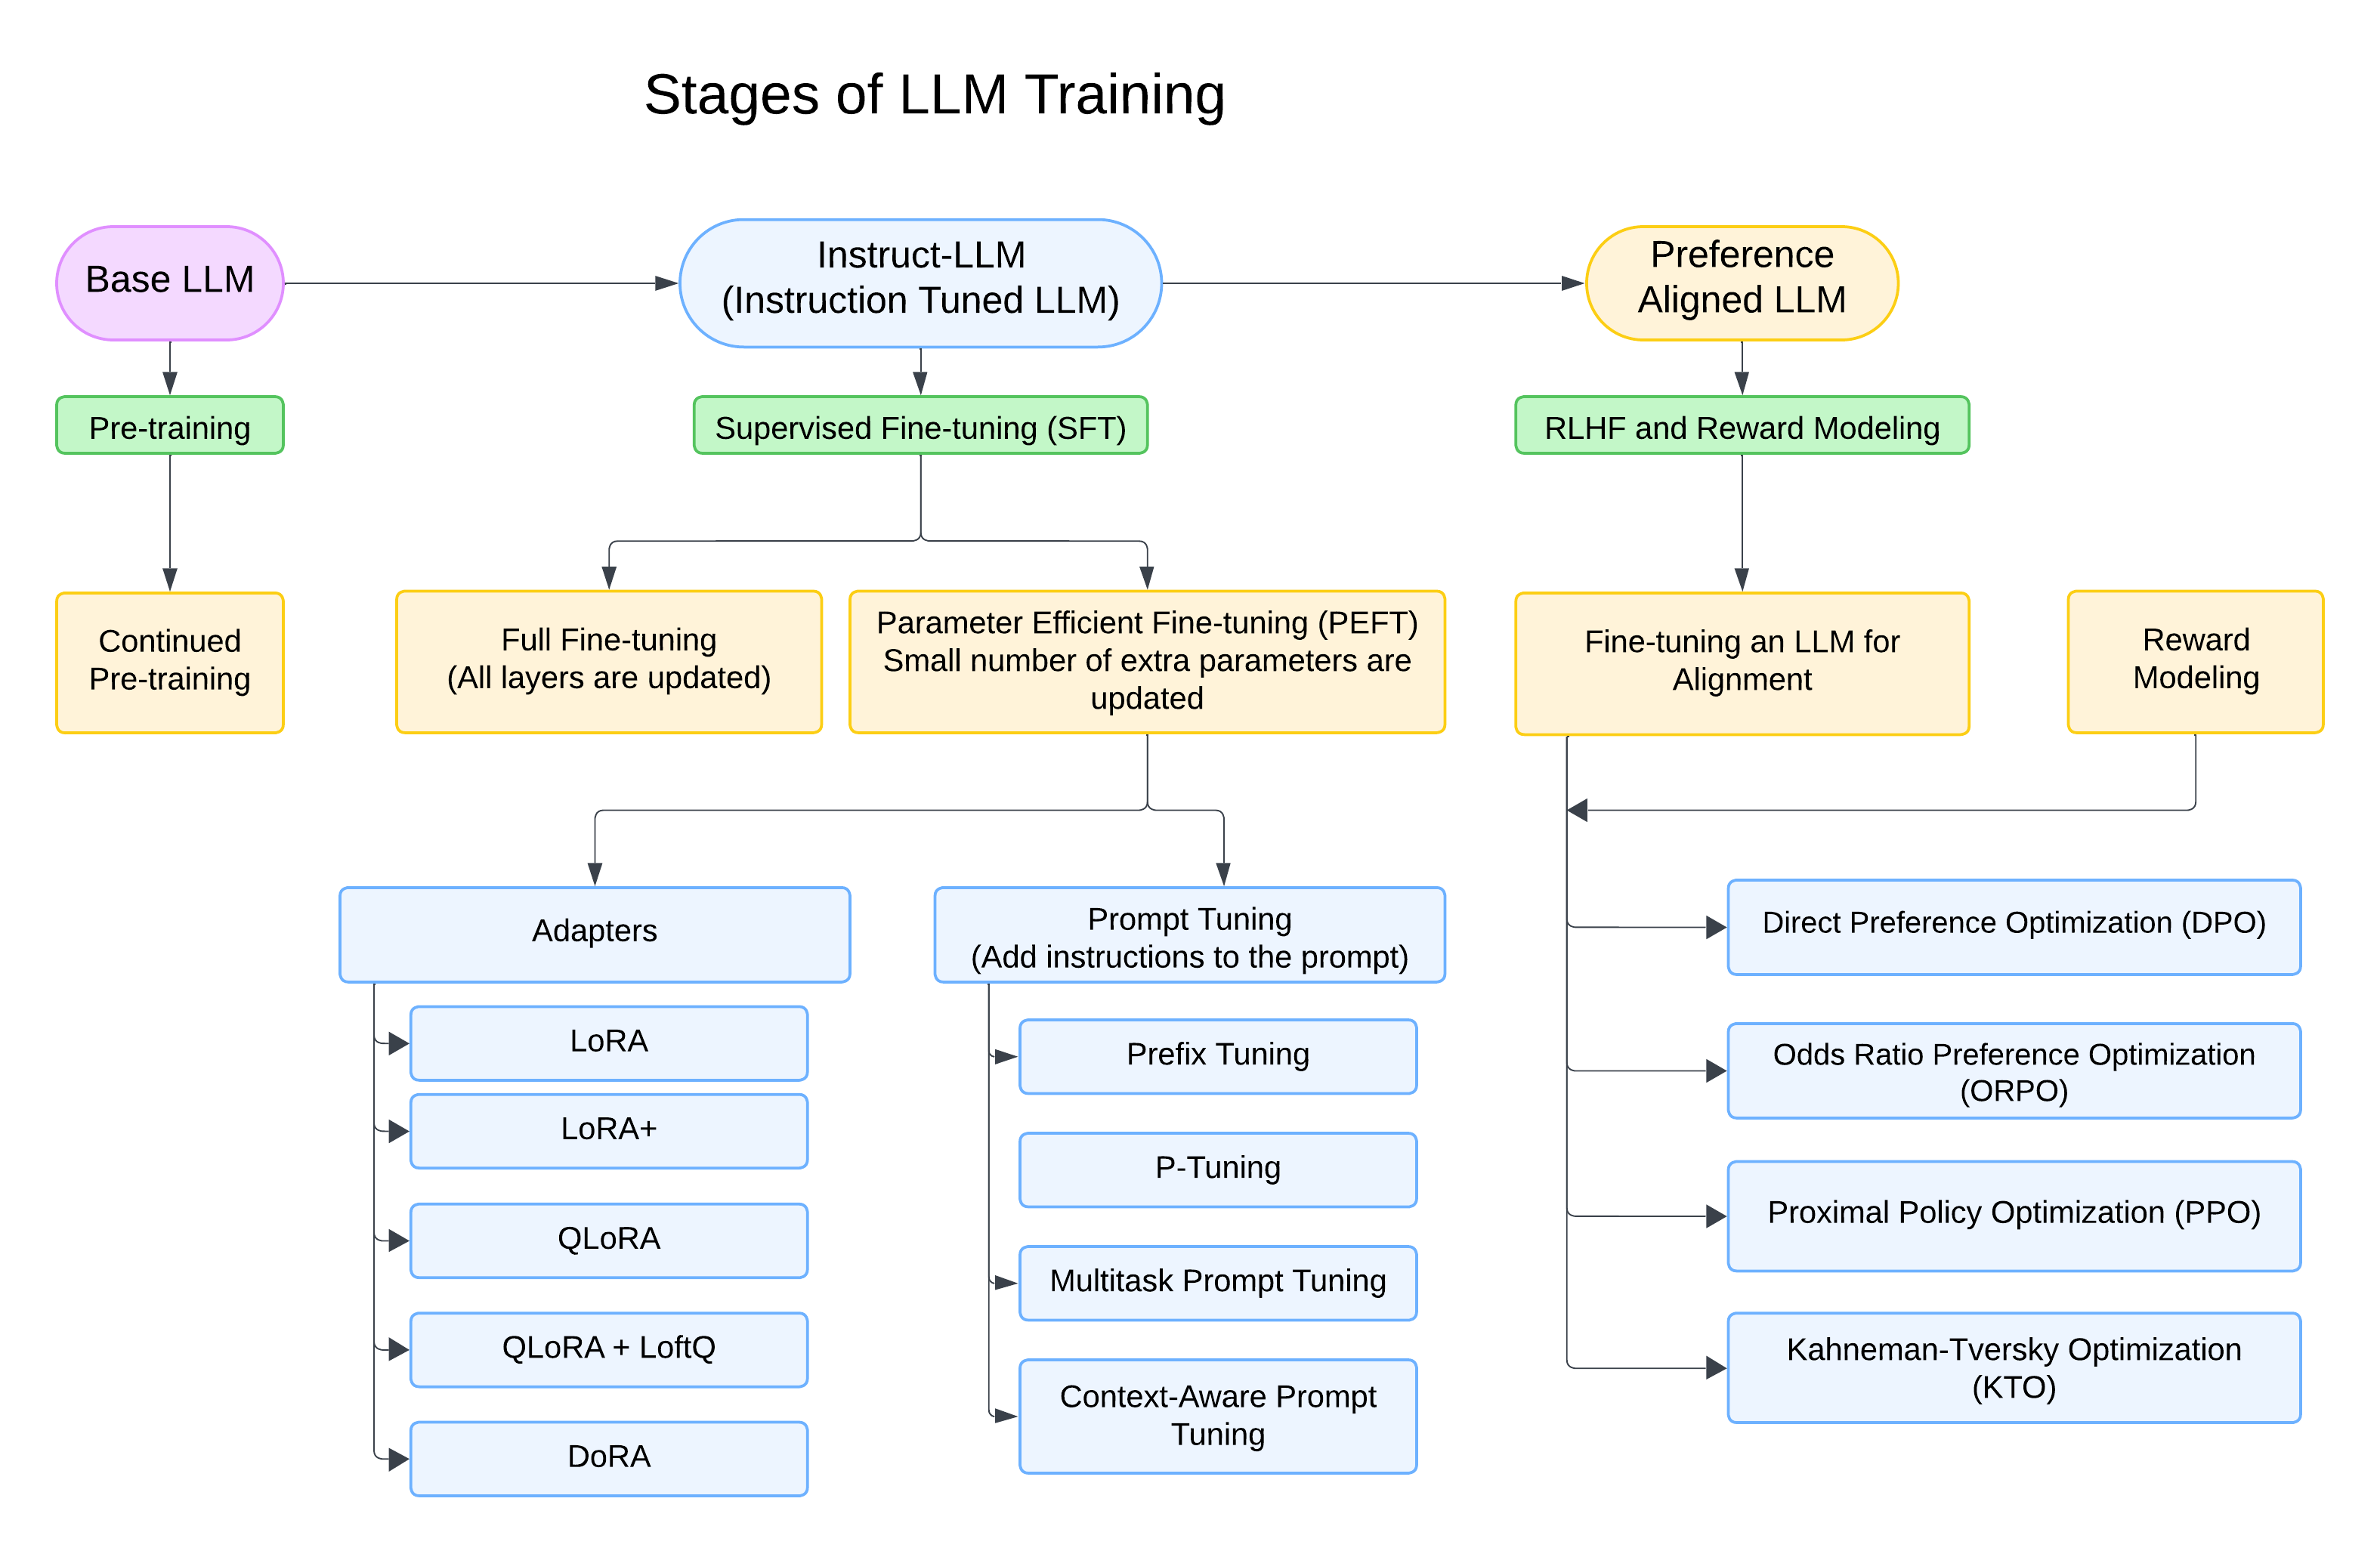 Stages of LLM Training
Base LLM
Instruct-LLM
(Instruction Tuned LLM)
Preference
Aligned LLM
Pre-training
Supervised Fine-tuning (SFT)
RLHF and Reward Modeling
Continued
Pre-training
Full Fine-tuning
(All layers are updated)
Parameter Efficient Fine-tuning (PEFT)
Small number of extra parameters are
updated
Fine-tuning an LLM for
Alignment
Reward
Modeling
Adapters
LoRA
LoRA+
QLoRA
QLoRA + LoftQ
DoRA
Prompt Tuning
(Add instructions to the prompt)
Prefix Tuning
P-Tuning
Multitask Prompt Tuning
Context-Aware Prompt
Tuning
Direct Preference Optimization (DPO)
Odds Ratio Preference Optimization
(ORPO)
Proximal Policy Optimization (PPO)
Kahneman-Tversky Optimization
(KTO)